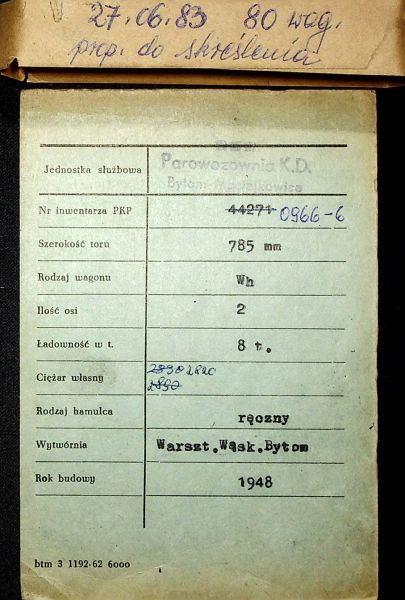 27.06.83 80 wag.
prop. do skreślenia
Jednostka służbowa
Parowozownia K.D.
Bytom Maciejkowice
Nr inwentarza PKP 44271 0966-6
Szerokość toru 785 mm
Rodzaj wagonu Wh
Ilość osi 2
Ładowność w t. 8 t.
Ciężar własny 2820
Rodzaj hamulca ręczny
Wytwórnia Warszt.Wąsk.Bytom
Rok budowy 1948
btm 3 1192-62 6000